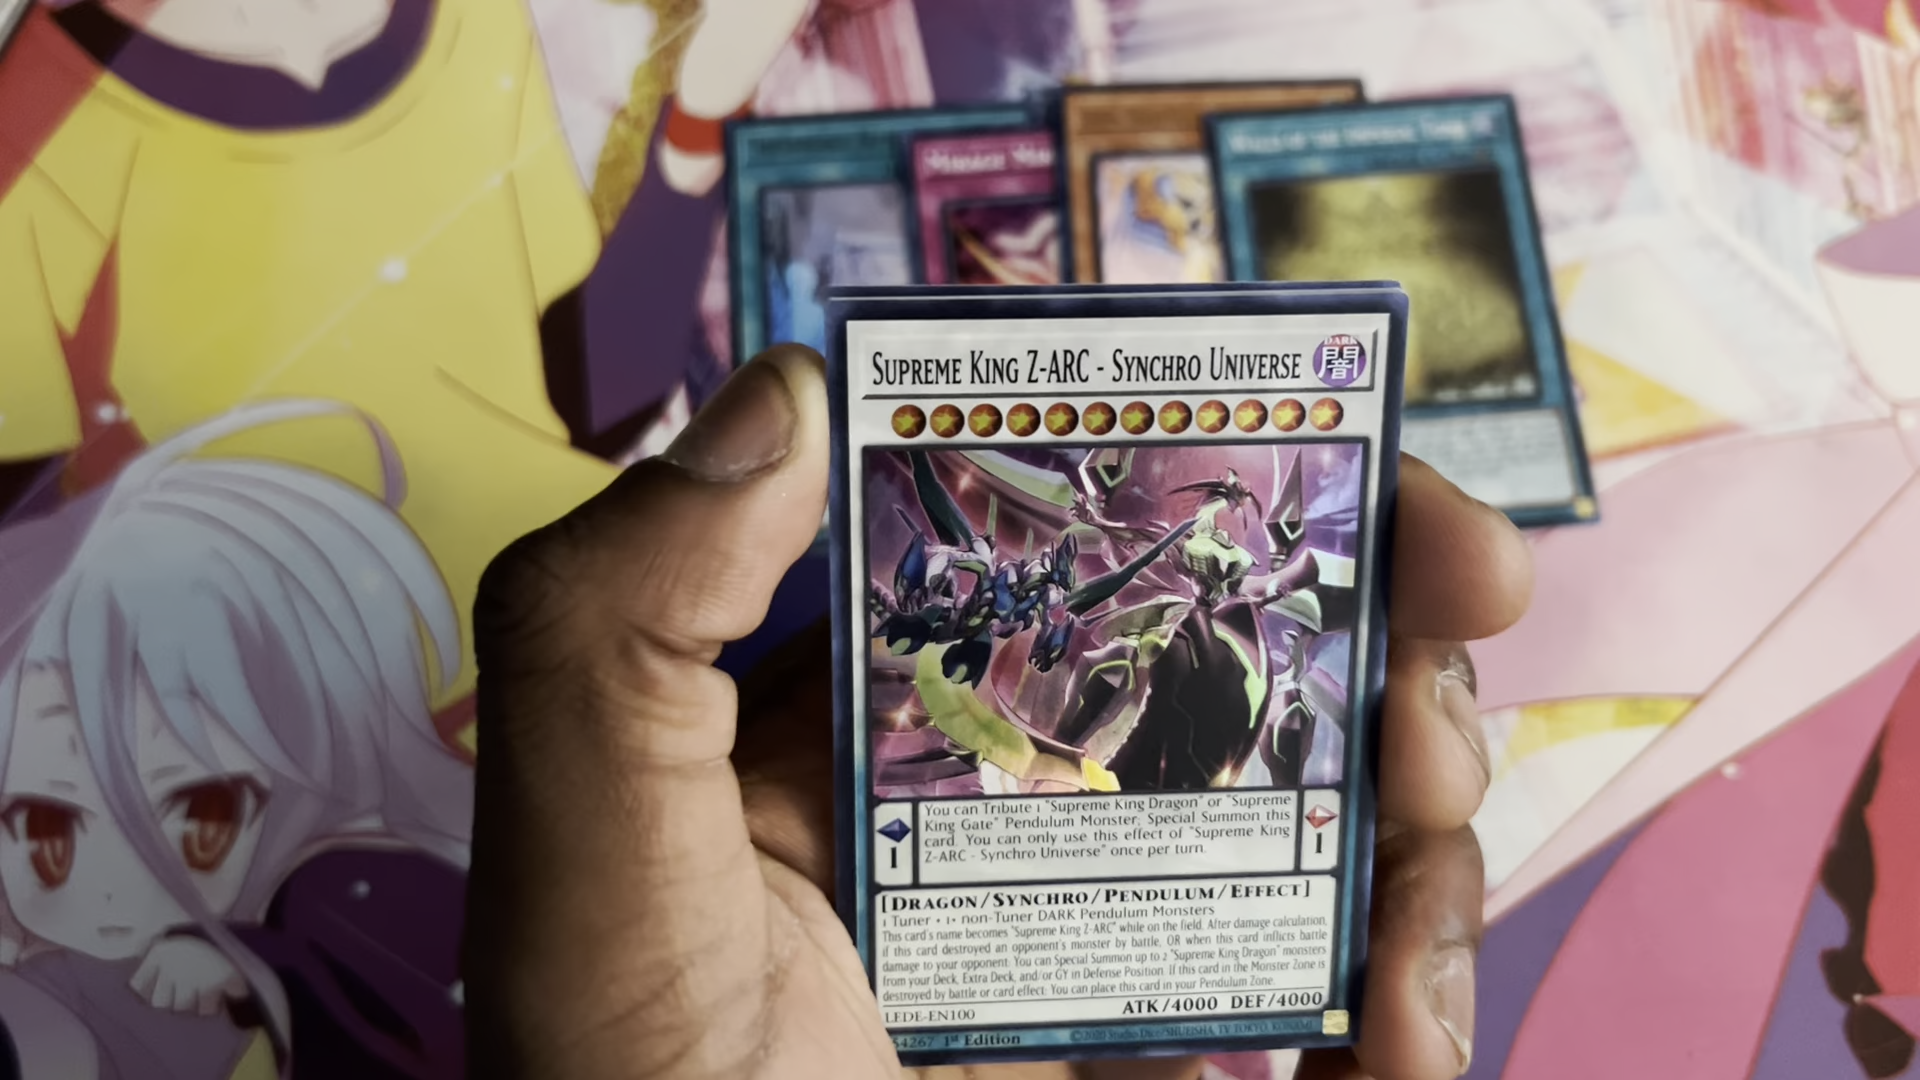 WALLS OF THE IMPERIAL TOMB
SUPREME KING Z-ARC - SYNCHRO UNIVERSE
DARK
闇
You can Tribute 1 "Supreme King Dragon" or "Supreme
King Gate" Pendulum Monster; Special Summon this
card. You can only use this effect of "Supreme King
Z-ARC - Synchro Universe" once per turn.
1
1
[DRAGON/SYNCHRO/PENDULUM/EFFECT]
1 Tuner + 1+ non-Tuner DARK Pendulum Monsters
This card's name becomes "Supreme King Z-ARC" while on the field. After damage calculation,
if this card destroyed an opponent's monster by battle, OR when this card inflicts battle
damage to your opponent: You can Special Summon up to 2 "Supreme King Dragon" monsters
from your Deck, Extra Deck, and/or GY in Defense Position. If this card in the Monster Zone is
destroyed by battle or card effect: You can place this card in your Pendulum Zone.
ATK/4000 DEF/4000
LEDE-EN100
54267 1st Edition
©2020 Studio Dice/SHUEISHA, TV TOKYO, KONAMI